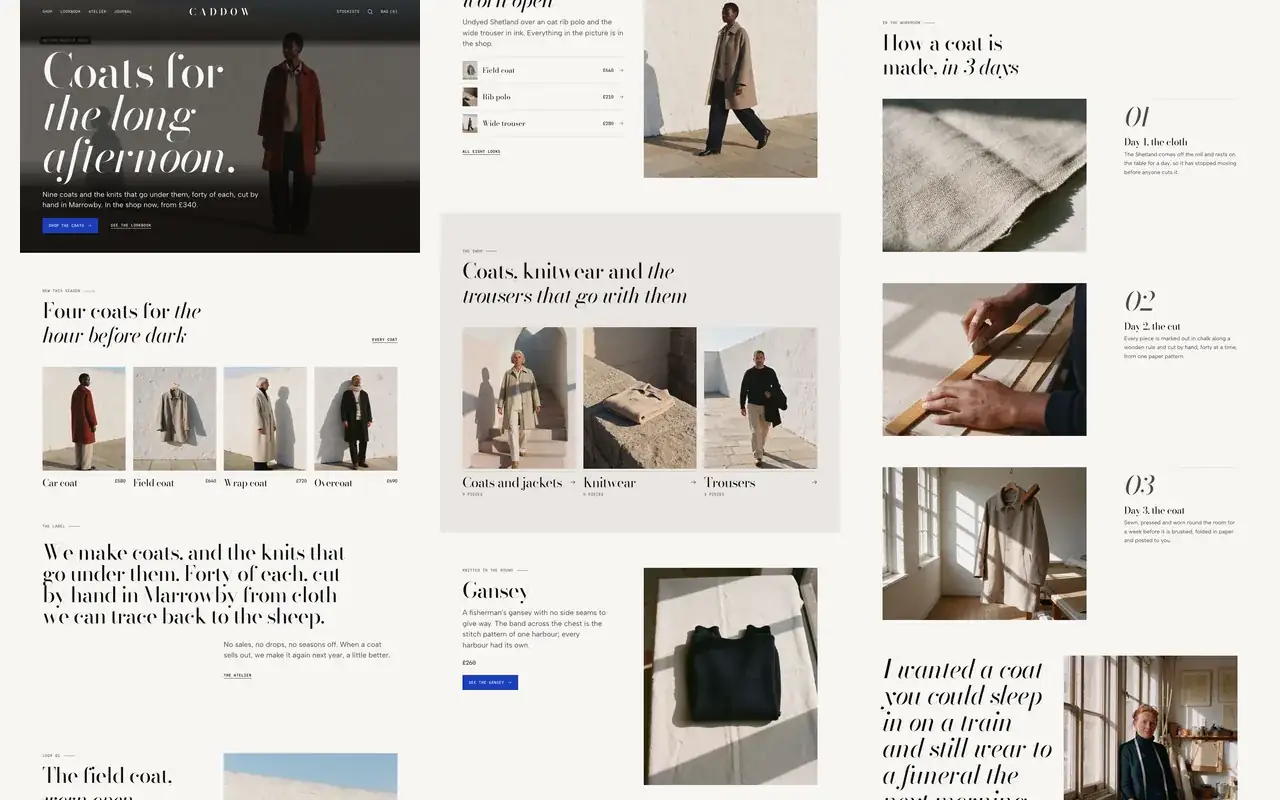 SHOP LOOKBOOK ATELIER JOURNAL
CADDOW
STOCKISTS BAG (0)
Coats for
the long
afternoon.
Nine coats and the knits that go under them, forty of each, cut by
hand in Marrowby. In the shop now, from £340.
SHOP THE COATS →
SEE THE LOOKBOOK
NEW THIS SEASON
Four coats for the
hour before dark
EVERY COAT
Car coat £580
Field coat £640
Wrap coat £720
Overcoat £690
THE LABEL
We make coats, and the knits that
go under them. Forty of each, cut
by hand in Marrowby from cloth
we can trace back to the sheep.
No sales, no drops, no seasons off. When a coat
sells out, we make it again next year, a little better.
THE ATELIER
LOOK 01
The field coat,
worn open
worn open
Undyed Shetland over an oat rib polo and the
wide trouser in ink. Everything in the picture is in
the shop.
Field coat £640 →
Rib polo £210 →
Wide trouser £280 →
ALL EIGHT LOOKS
THE SHOP
Coats, knitwear and the
trousers that go with them
Coats and jackets →
9 PIECES
Knitwear →
PIECES
Trousers →
PIECES
KNITTED IN THE ROUND
Gansey
A fisherman's gansey with no side seams to
give way. The band across the chest is the
stitch pattern of one harbour; every
harbour had its own.
£260
SEE THE GANSEY →
IN THE WORKROOM
How a coat is
made, in 3 days
01
Day 1, the cloth
The Shetland comes off the mill and rests on
the table for a day, so it has stopped moving
before anyone cuts it.
02
Day 2, the cut
Every piece is marked out in chalk along a
wooden rule and cut by hand, forty at a time,
from one paper pattern.
03
Day 3, the coat
Sewn, pressed and worn round the room for
a week before it is brushed, folded in paper
and posted to you.
I wanted a coat
you could sleep
in on a train
and still wear to
a funeral the
next morning